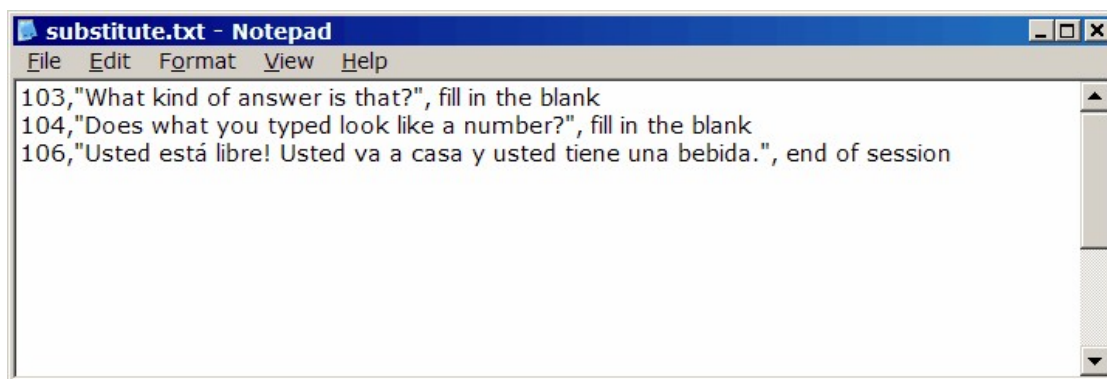 substitute.txt - Notepad
File Edit Format View Help
103,"What kind of answer is that?", fill in the blank
104,"Does what you typed look like a number?", fill in the blank
106,"Usted está libre! Usted va a casa y usted tiene una bebida.", end of session